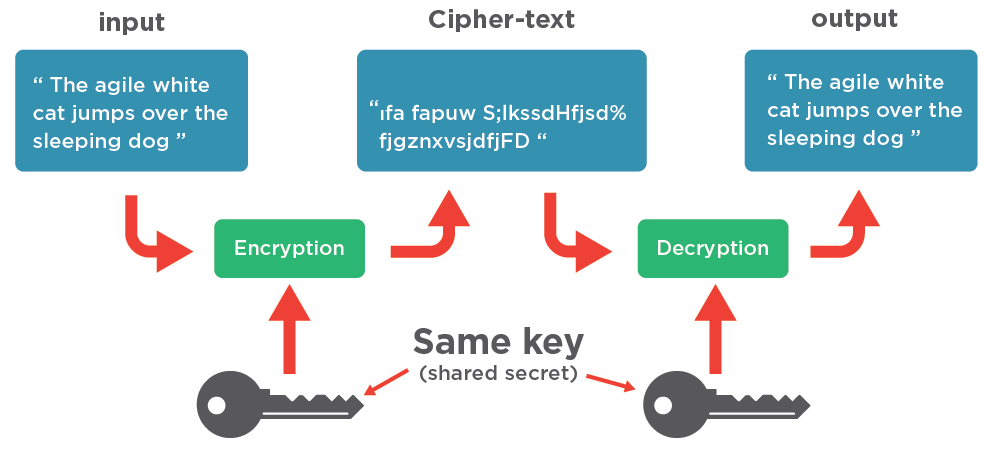 input
Cipher-text
output
“ The agile white
cat jumps over the
sleeping dog ”
“ıfa fapuw S;lkssdHfjsd%
fjgznxvsjdfjFD “
“ The agile white
cat jumps over the
sleeping dog ”
Encryption
Decryption
Same key
(shared secret)